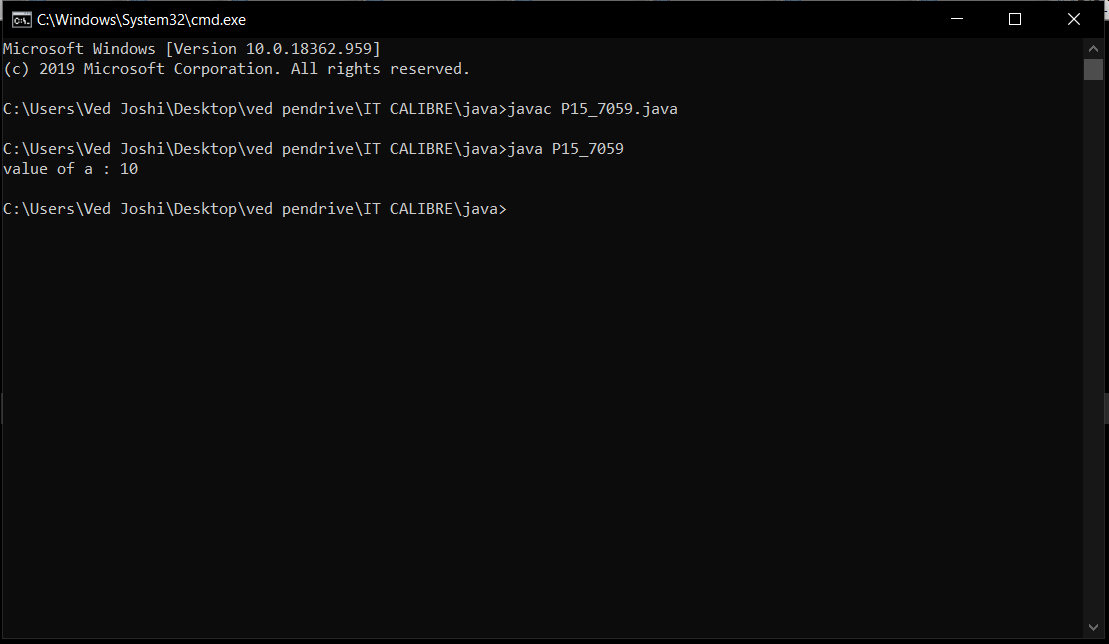 C:\Windows\System32\cmd.exe
Microsoft Windows [Version 10.0.18362.959]
(c) 2019 Microsoft Corporation. All rights reserved.
C:\Users\Ved Joshi\Desktop\ved pendrive\IT CALIBRE\java>javac P15_7059.java
C:\Users\Ved Joshi\Desktop\ved pendrive\IT CALIBRE\java>java P15_7059
value of a : 10
C:\Users\Ved Joshi\Desktop\ved pendrive\IT CALIBRE\java>